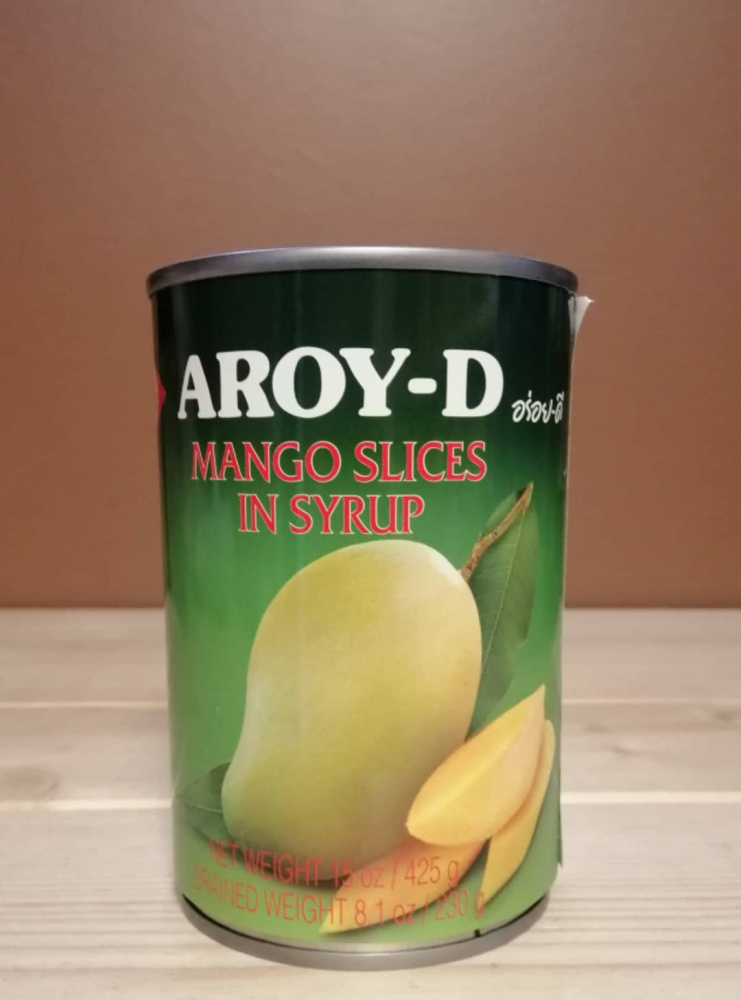 AROY-D
อร่อย-ดี
MANGO SLICES
IN SYRUP
NET WEIGHT 15 oz / 425 g
DRAINED WEIGHT 8.1 oz / 230 g